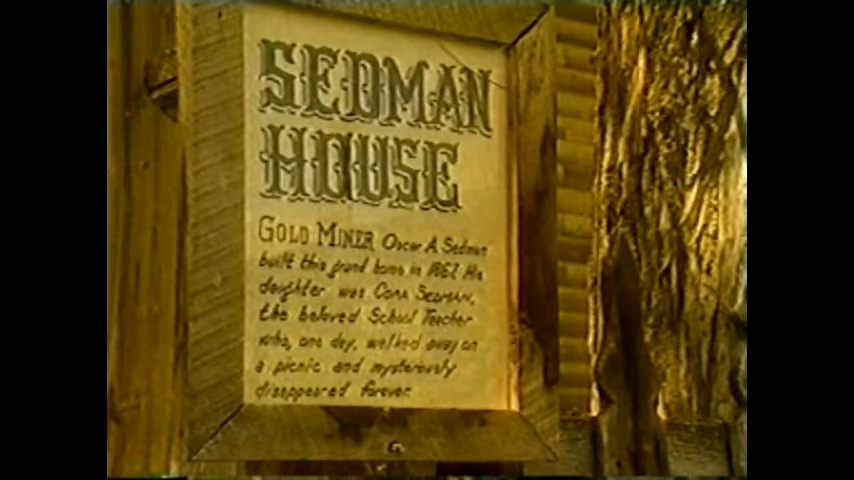 SEDMAN
HOUSE
GOLD MINER Oscar A. Sedman
built this grand home in 1867. His
daughter was CORA SEDMAN,
the beloved School Teacher
who, one day, walked away on
a picnic and mysteriously
disappeared forever.